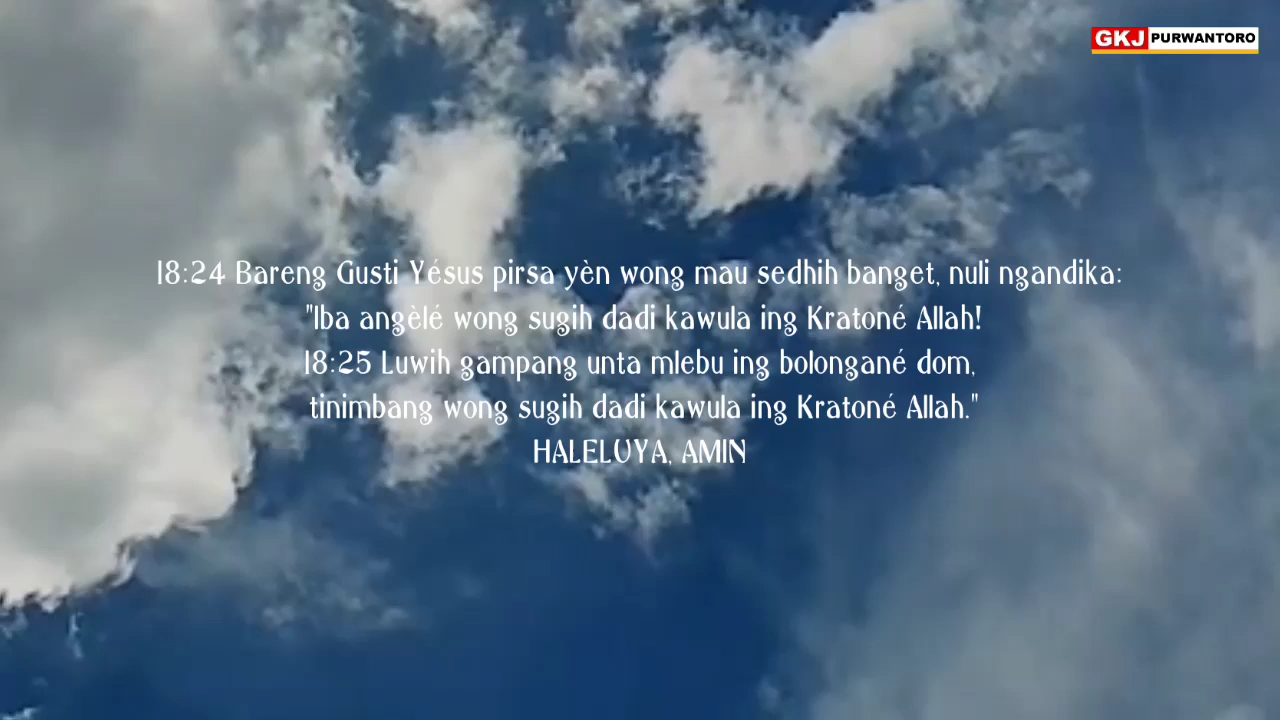 GKJ PURWANTORO
18:24 Bareng Gusti Yésus pirsa yèn wong mau sedhih banget, nuli ngandika:
"Iba angèlé wong sugih dadi kawula ing Kratoné Allah!
18:25 Luwih gampang unta mlebu ing bolongané dom,
tinimbang wong sugih dadi kawula ing Kratoné Allah."
HALELUYA, AMIN